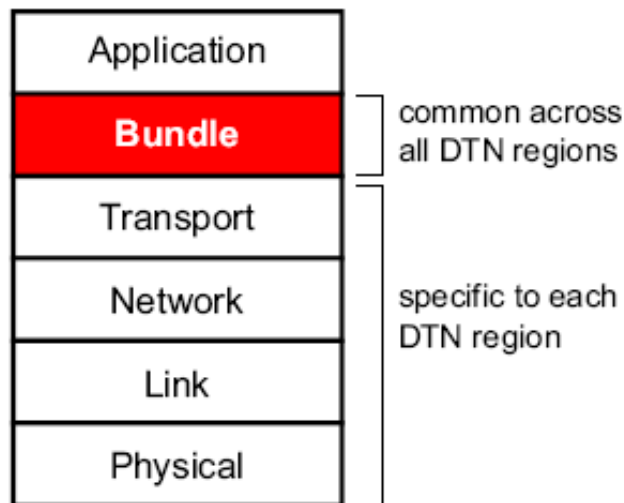 Application
Bundle
common across
all DTN regions
Transport
Network
specific to each
DTN region
Link
Physical